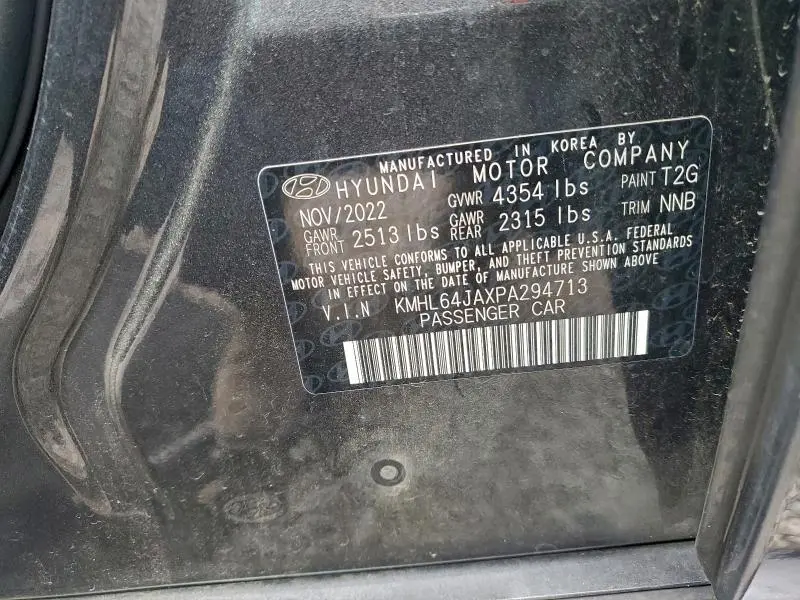 MANUFACTURED IN KOREA BY
HYUNDAI MOTOR COMPANY
NOV/2022 GVWR 4354 lbs PAINT T2G
GAWR FRONT 2513 lbs GAWR REAR 2315 lbs TRIM NNB
THIS VEHICLE CONFORMS TO ALL APPLICABLE U.S.A. FEDERAL
MOTOR VEHICLE SAFETY, BUMPER, AND THEFT PREVENTION STANDARDS
IN EFFECT ON THE DATE OF MANUFACTURE SHOWN ABOVE
V.I.N KMHL64JAXPA294713
PASSENGER CAR